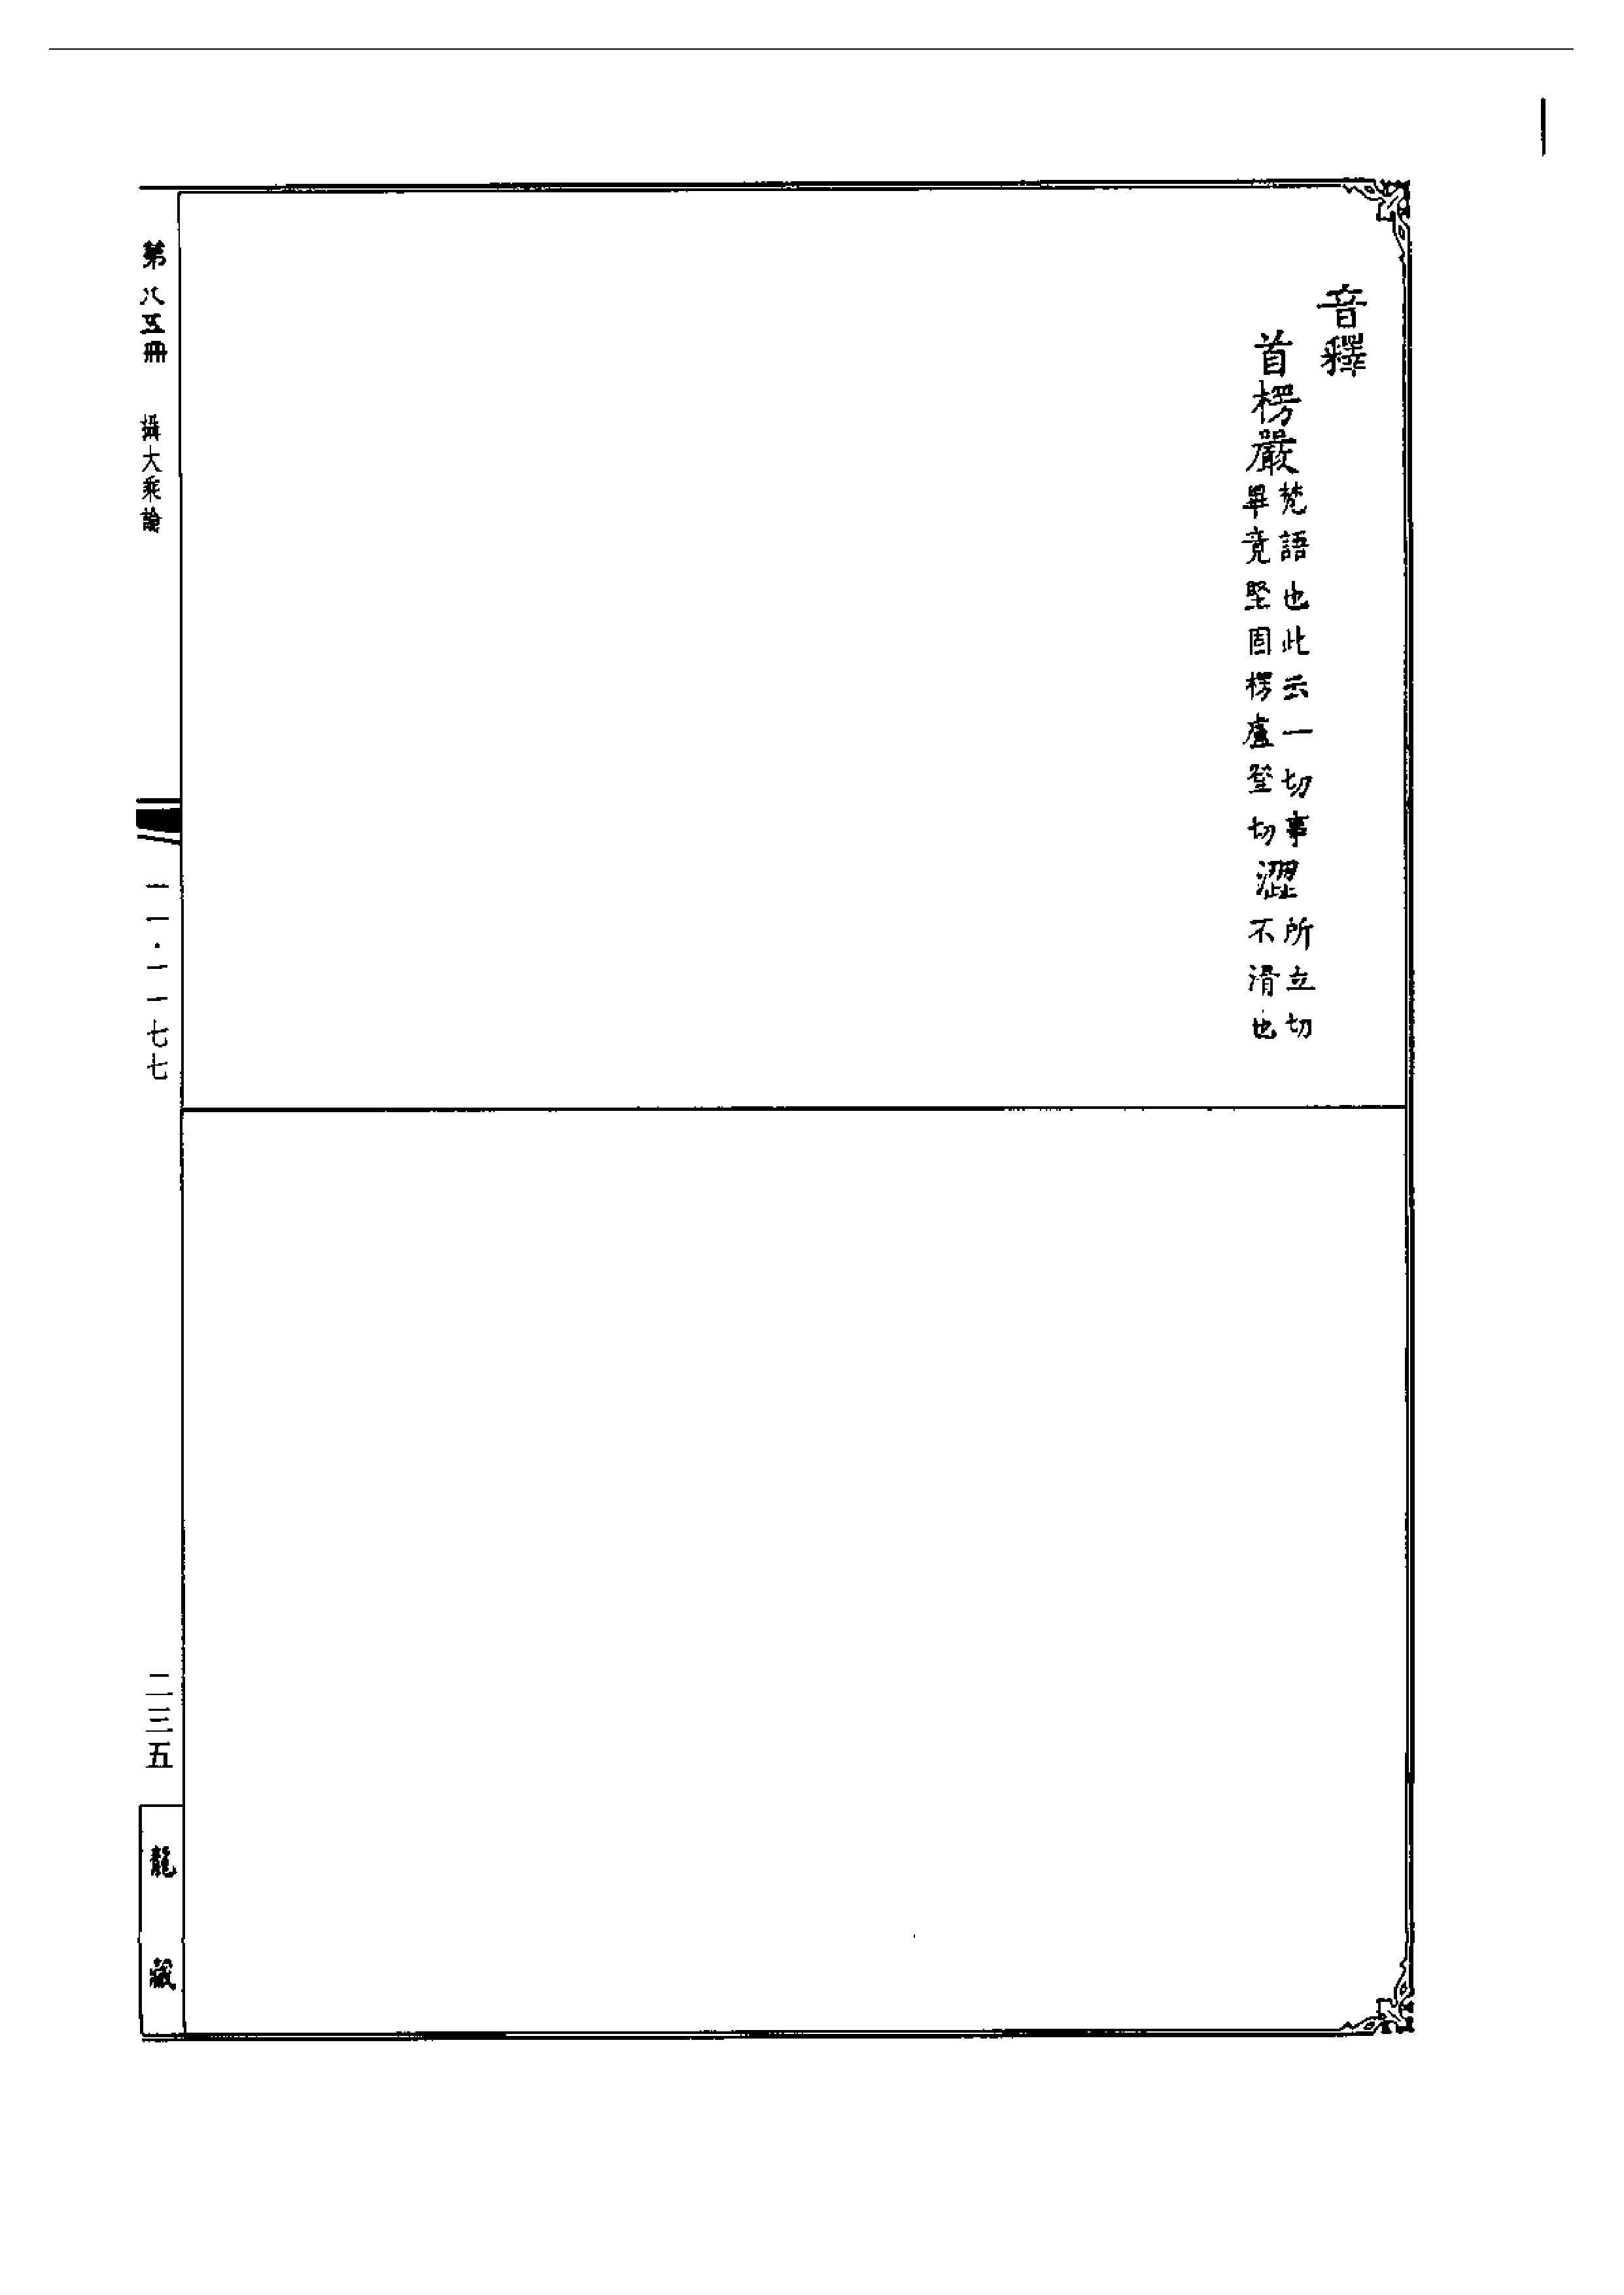 音釋
首楞嚴
梵語也此云一切事
畢竟堅固楞盧登切
澀
所立切
不滑也
第八五冊 攝大乘論
一一·一一七七
二三五
龍藏